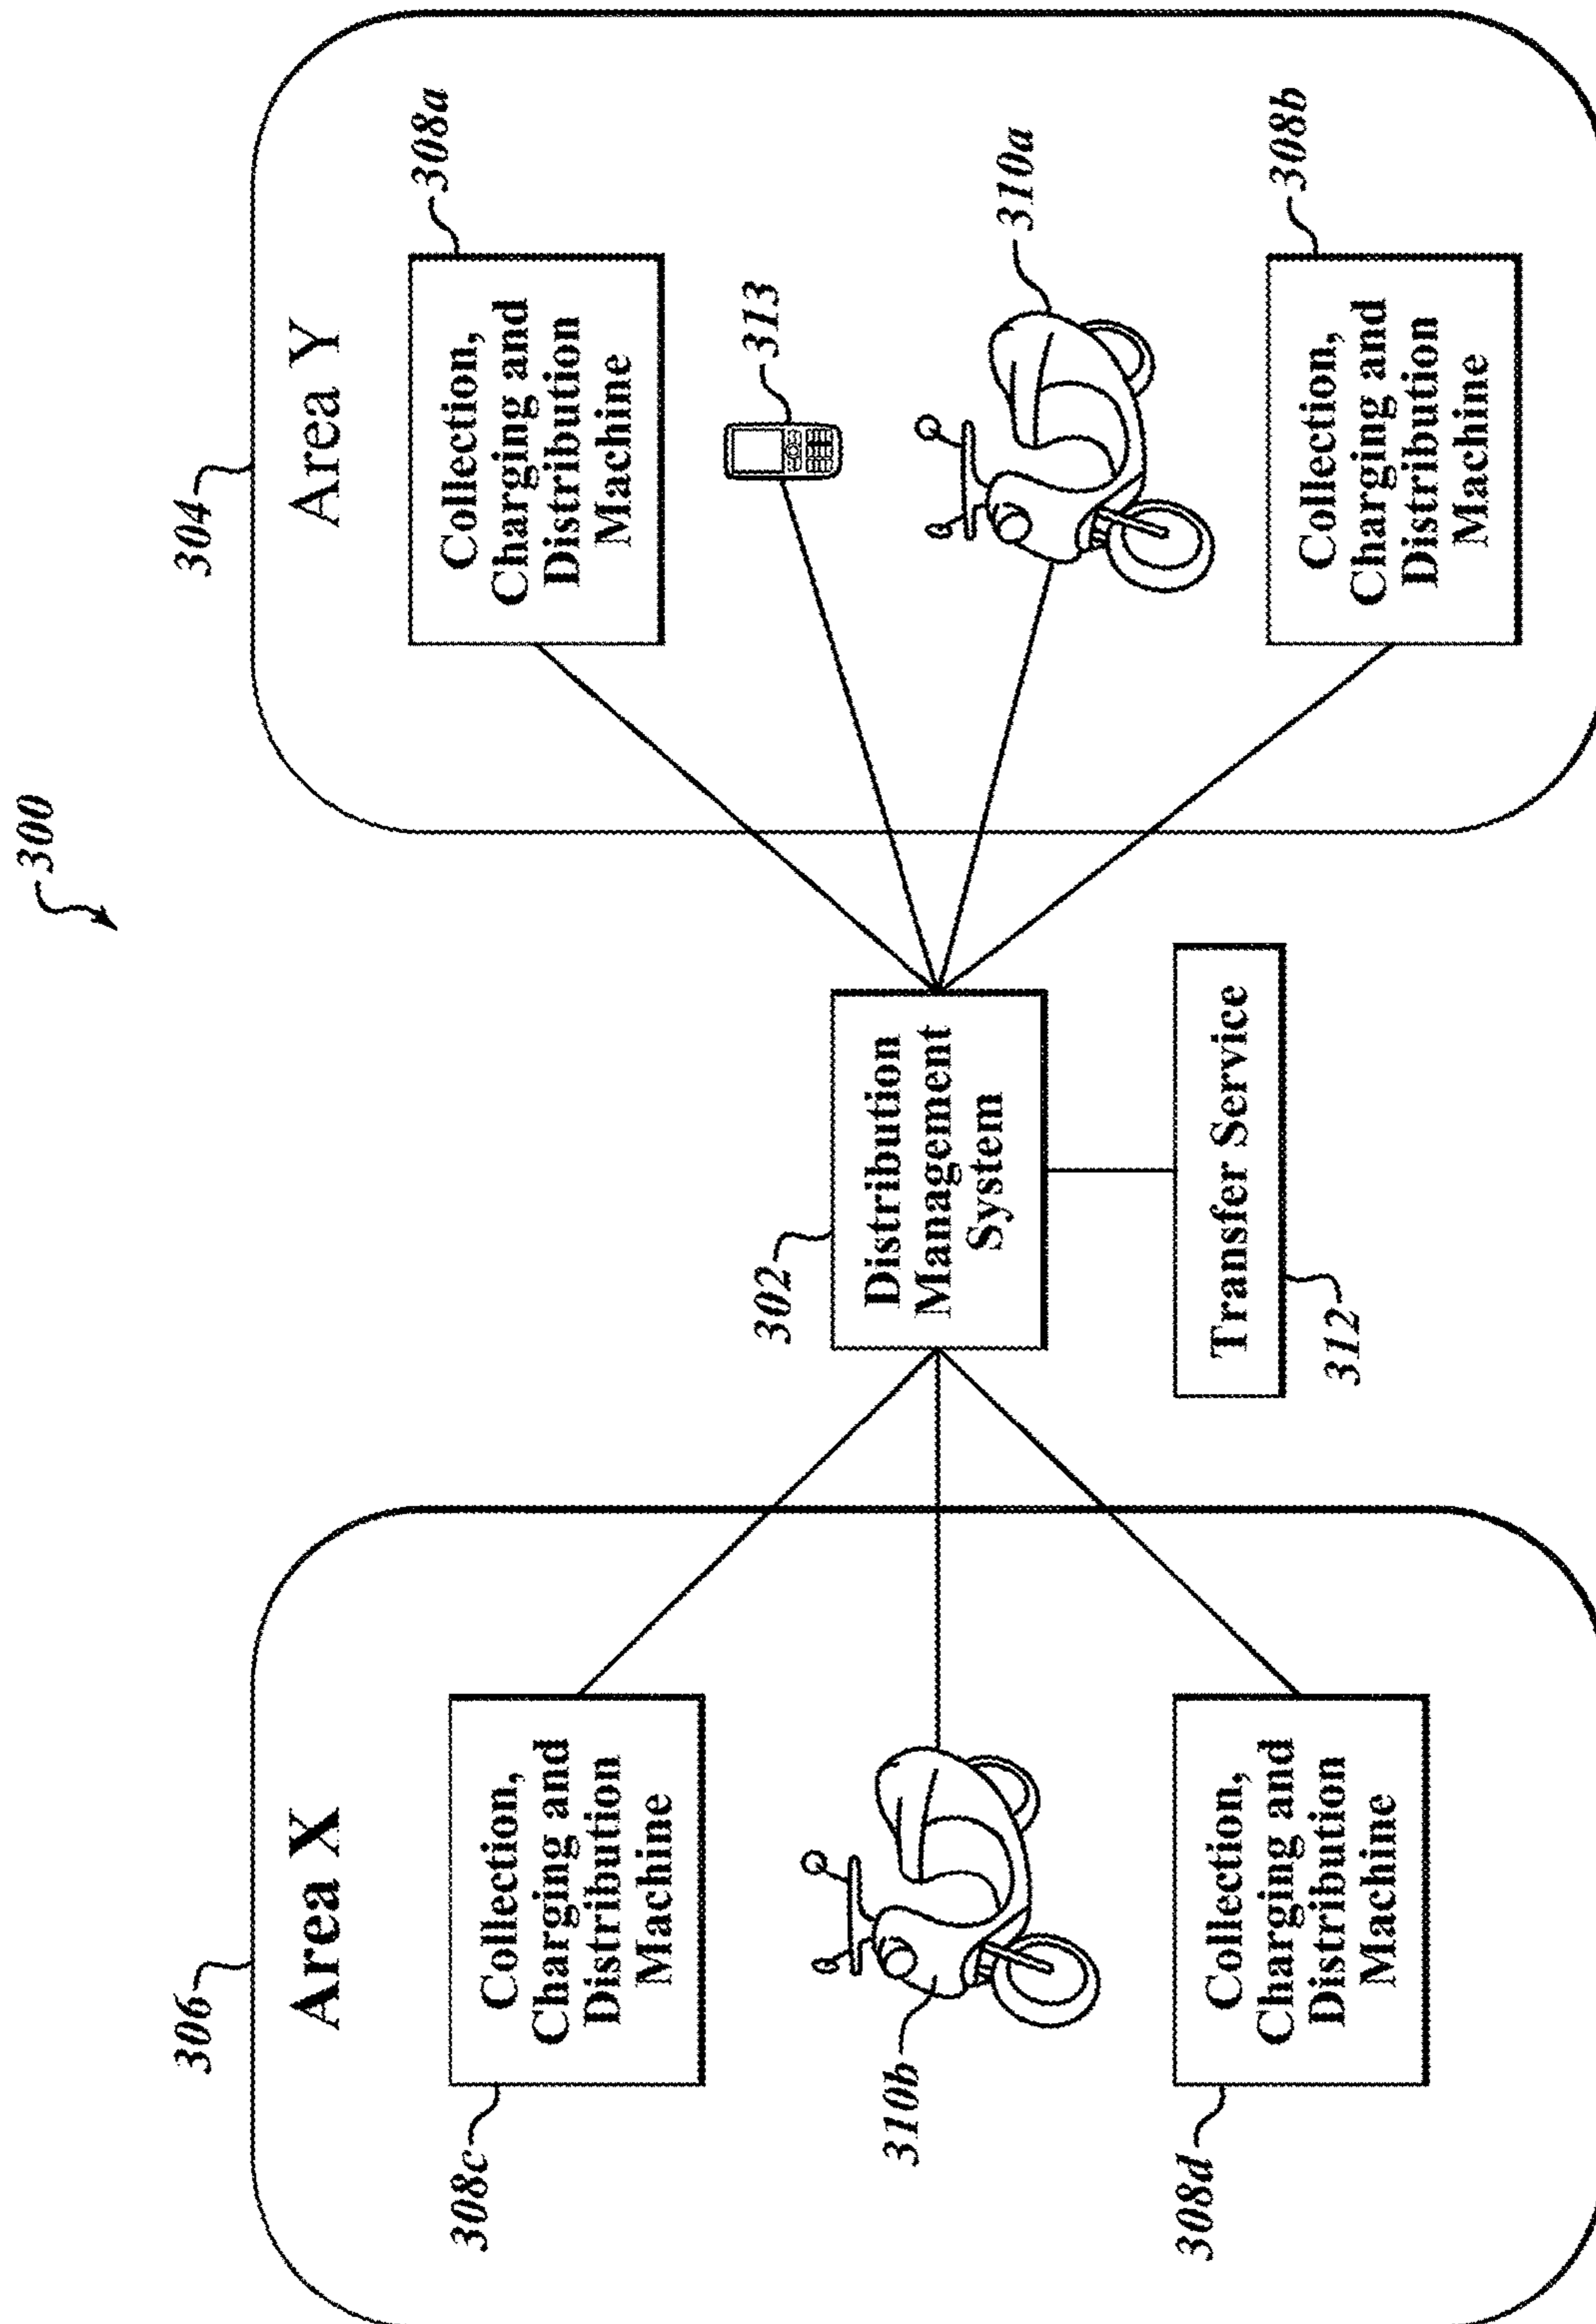 300
306
Area X
308c
Collection,
Charging and
Distribution
Machine
310b
308d
Collection,
Charging and
Distribution
Machine
302
Distribution
Management
System
Transfer Service
312
304
Area Y
308a
Collection,
Charging and
Distribution
Machine
313
310a
308b
Collection,
Charging and
Distribution
Machine